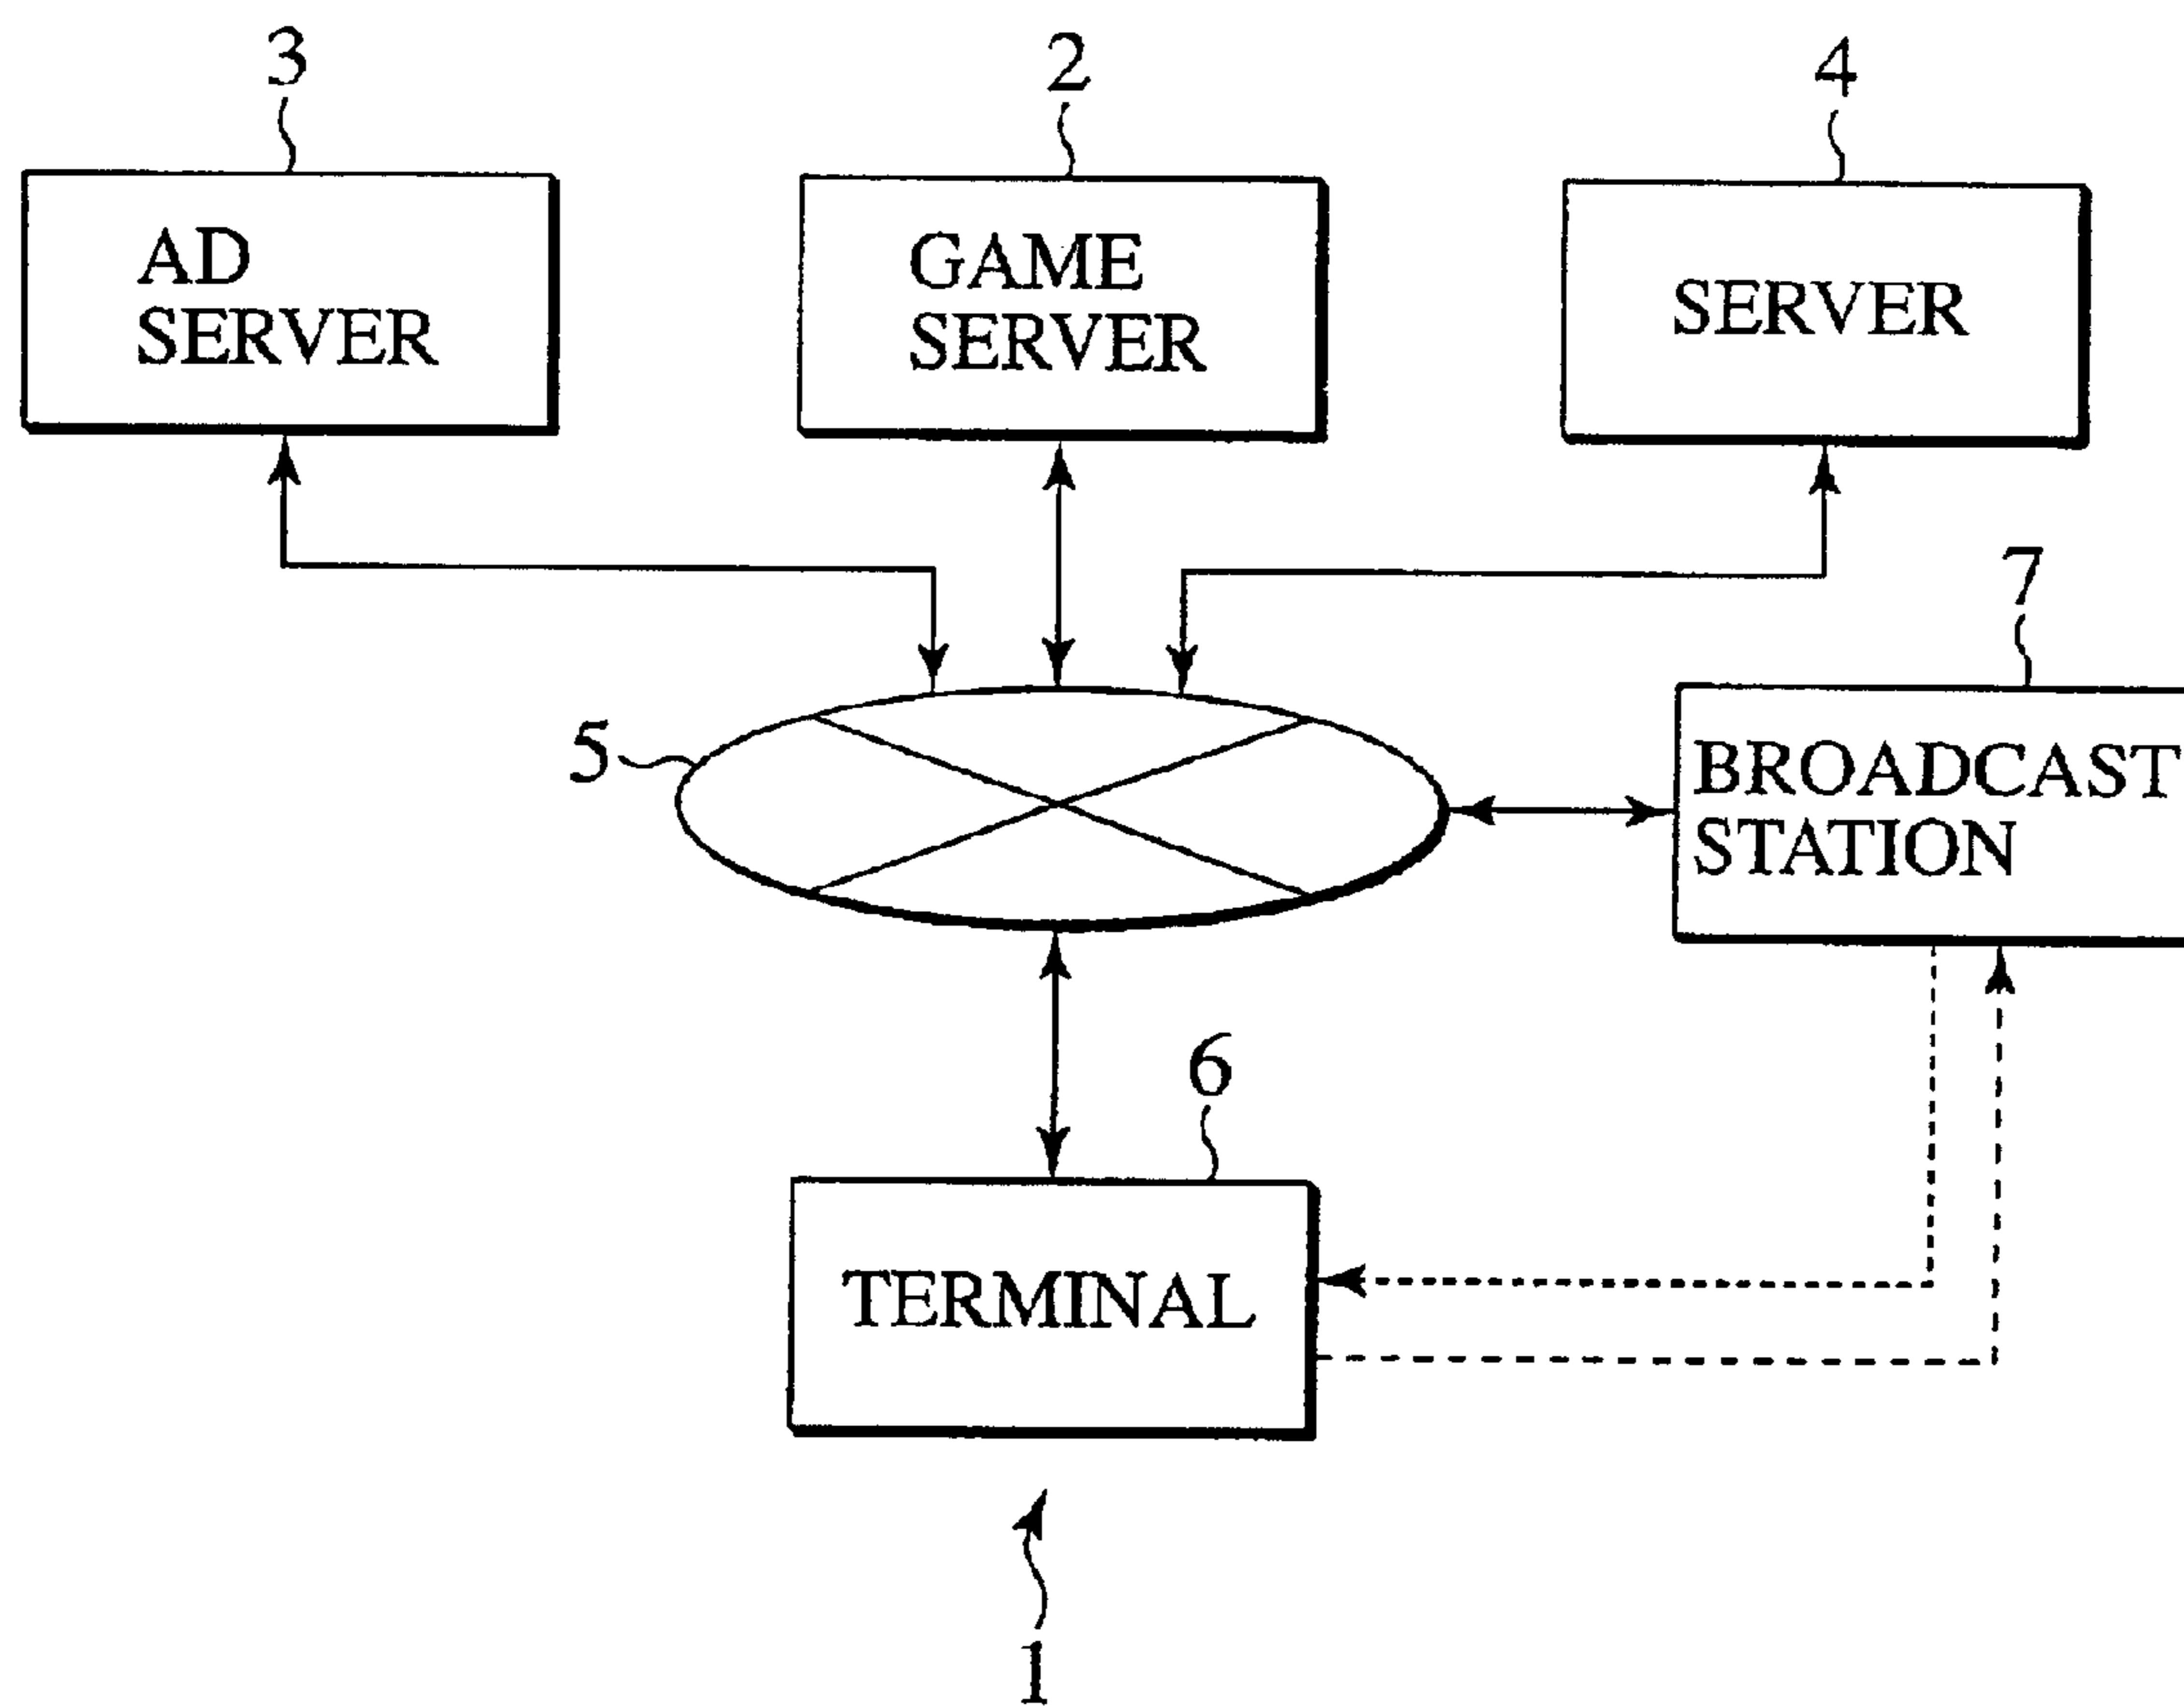 3
2
4
AD
SERVER
GAME
SERVER
SERVER
7
5
BROADCAST
STATION
6
TERMINAL
1